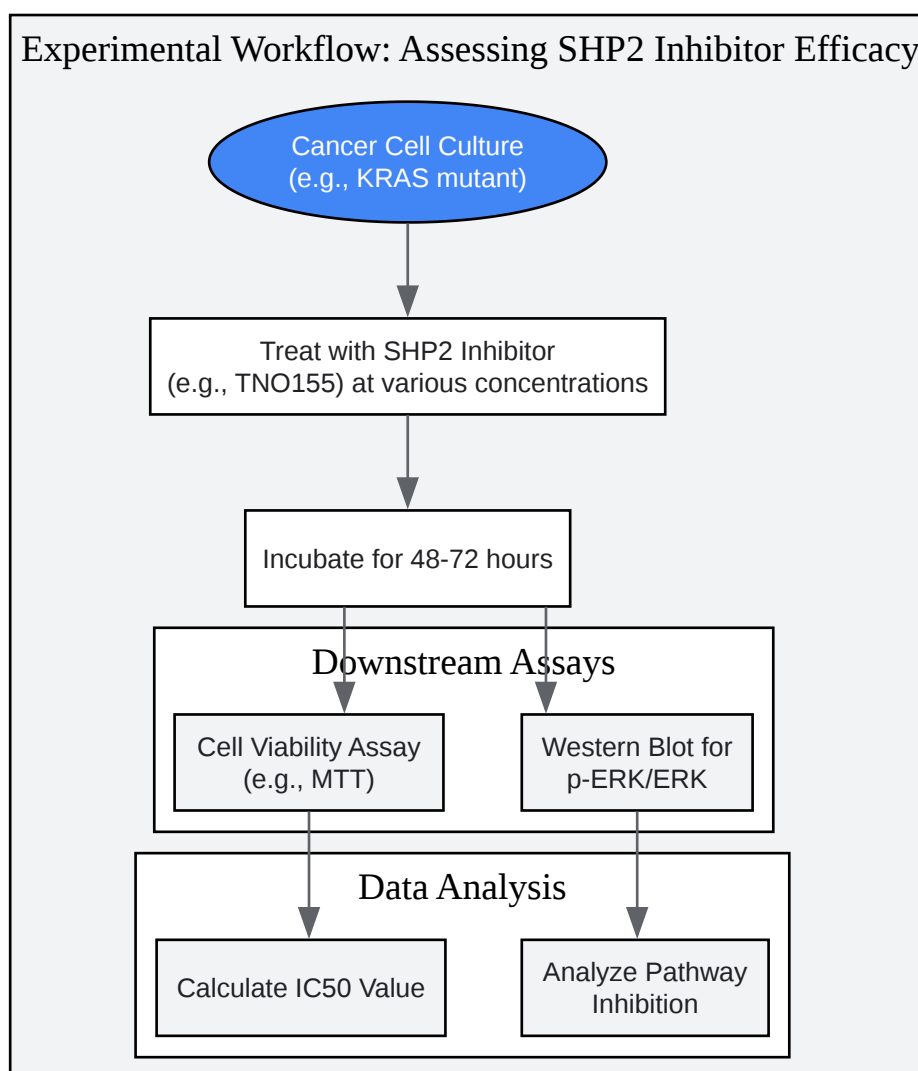 Experimental Workflow: Assessing SHP2 Inhibitor Efficacy
Cancer Cell Culture
(e.g., KRAS mutant)
Treat with SHP2 Inhibitor
(e.g., TNO155) at various concentrations
Incubate for 48-72 hours
Downstream Assays
Cell Viability Assay
(e.g., MTT)
Western Blot for
p-ERK/ERK
Data Analysis
Calculate IC50 Value
Analyze Pathway
Inhibition